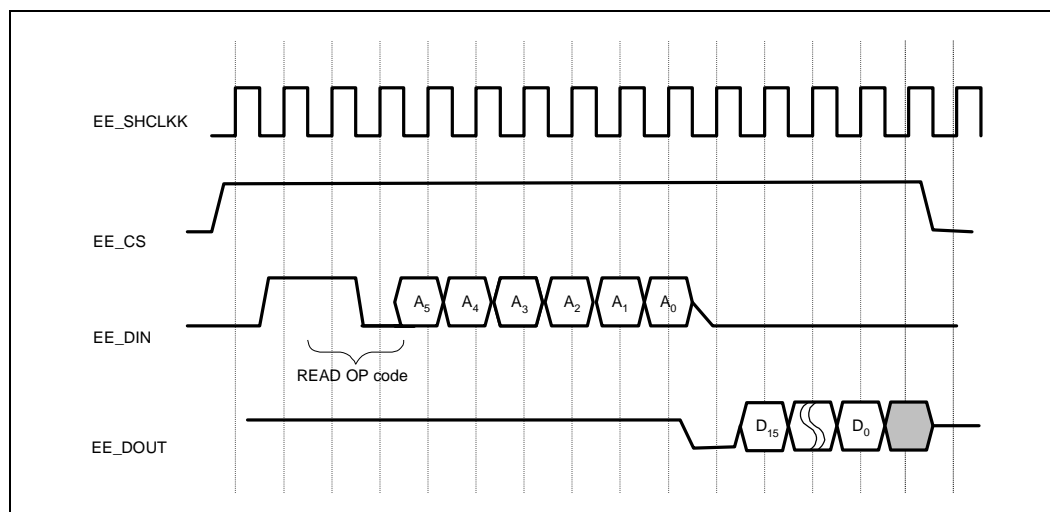 EE_SHCLKK
EE_CS
A5 A4 A3 A2 A1 A0
EE_DIN
READ OP code
D15 D0
EE_DOUT